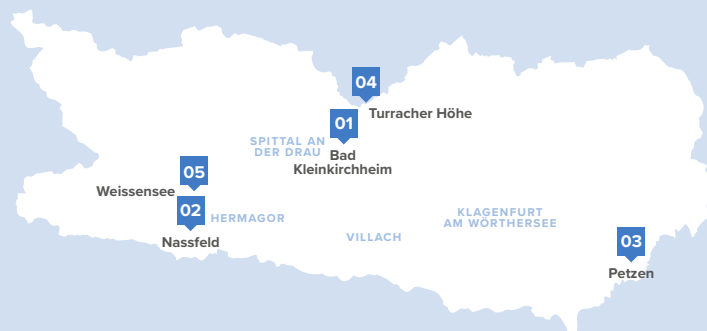 04
Turracher Höhe
01
SPITTAL AN
DER DRAU
Bad
Kleinkirchheim
05
Weissensee
02
HERMAGOR
Nassfeld
KLAGENFURT
AM WÖRTHERSEE
VILLACH
03
Petzen